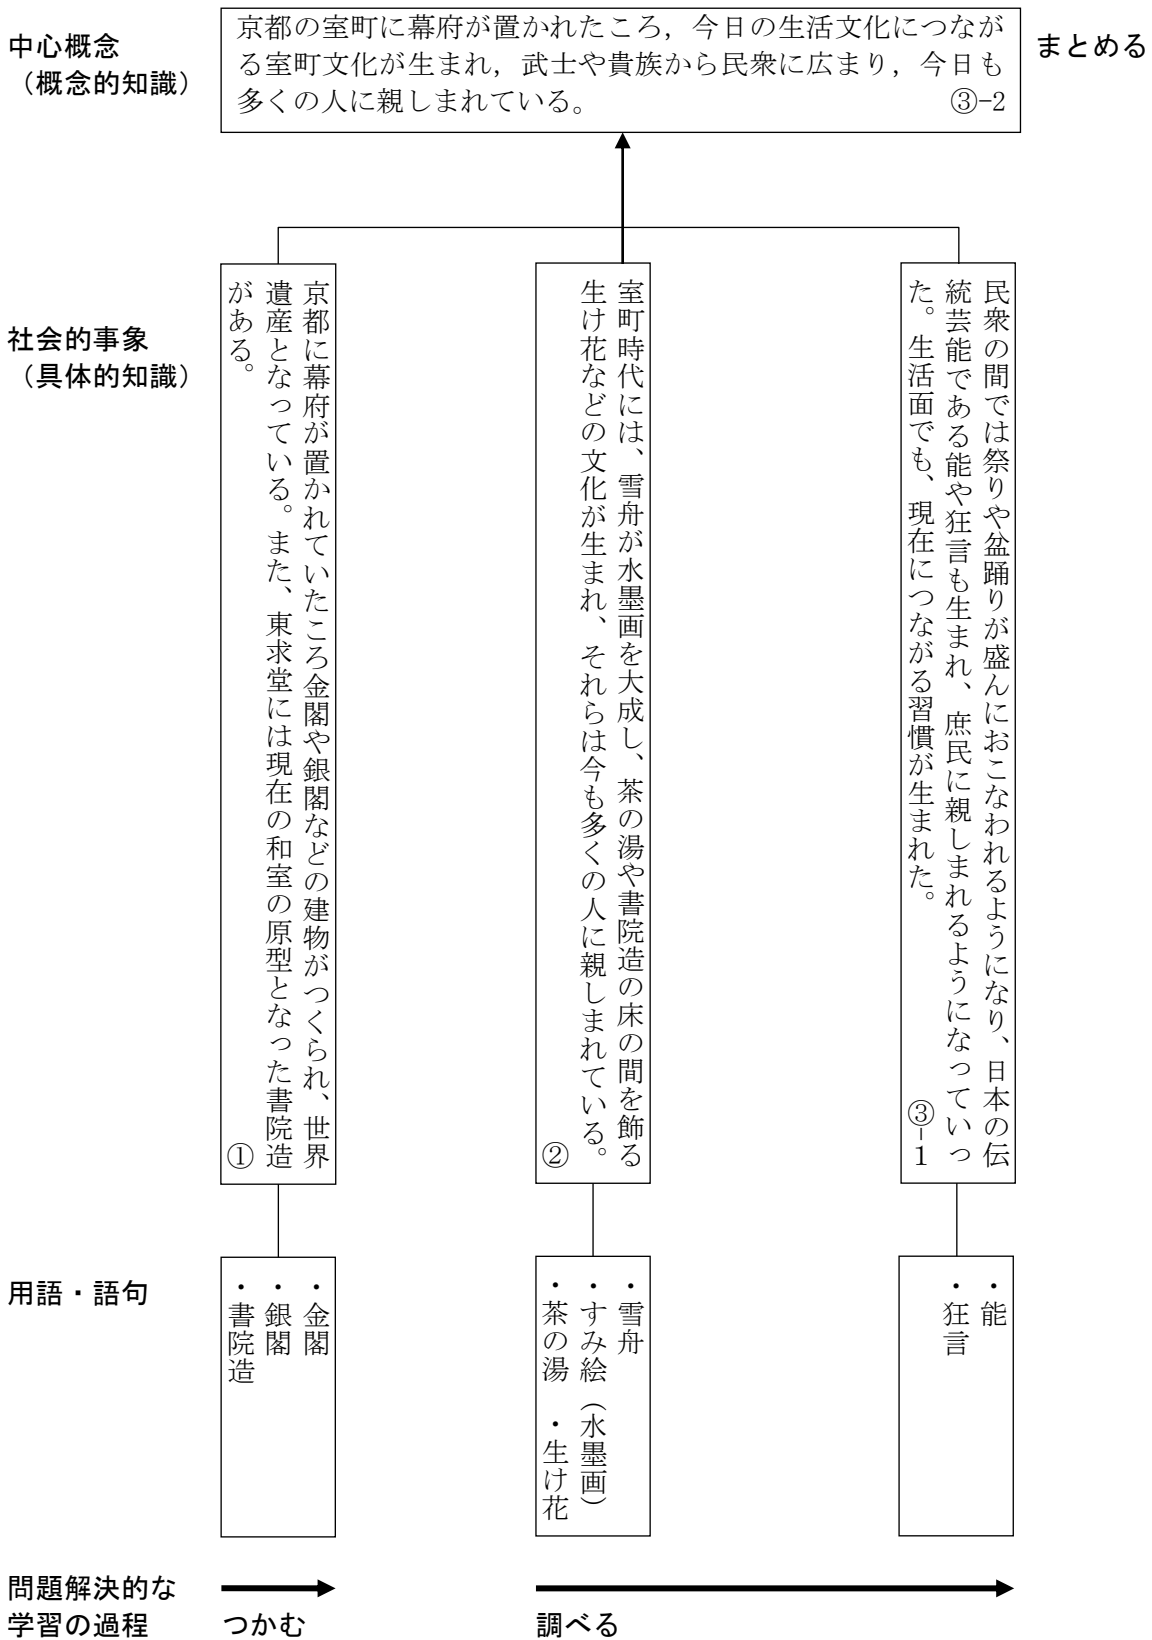 中心概念
（概念的知識）
京都の室町に幕府が置かれたころ，今日の生活文化につなが
る室町文化が生まれ，武士や貴族から民衆に広まり，今日も
多くの人に親しまれている。 ③-2
まとめる
社会的事象
（具体的知識）
京都に幕府が置かれていたころ金閣や銀閣などの建物がつくられ、世界
遺産となっている。また、東求堂には現在の和室の原型となった書院造
がある。 ①
室町時代には、雪舟が水墨画を大成し、茶の湯や書院造の床の間を飾る
生け花などの文化が生まれ、それらは今も多くの人に親しまれている。
②
民衆の間では祭りや盆踊りが盛んにおこなわれるようになり、日本の伝
統芸能である能や狂言も生まれ、庶民に親しまれるようになっていっ
た。生活面でも、現在につながる習慣が生まれた。 ③-1
用語・語句
・金閣
・銀閣
・書院造
・雪舟
・すみ絵（水墨画）
・茶の湯 ・生け花
・能
・狂言
問題解決的な
学習の過程
つかむ
調べる